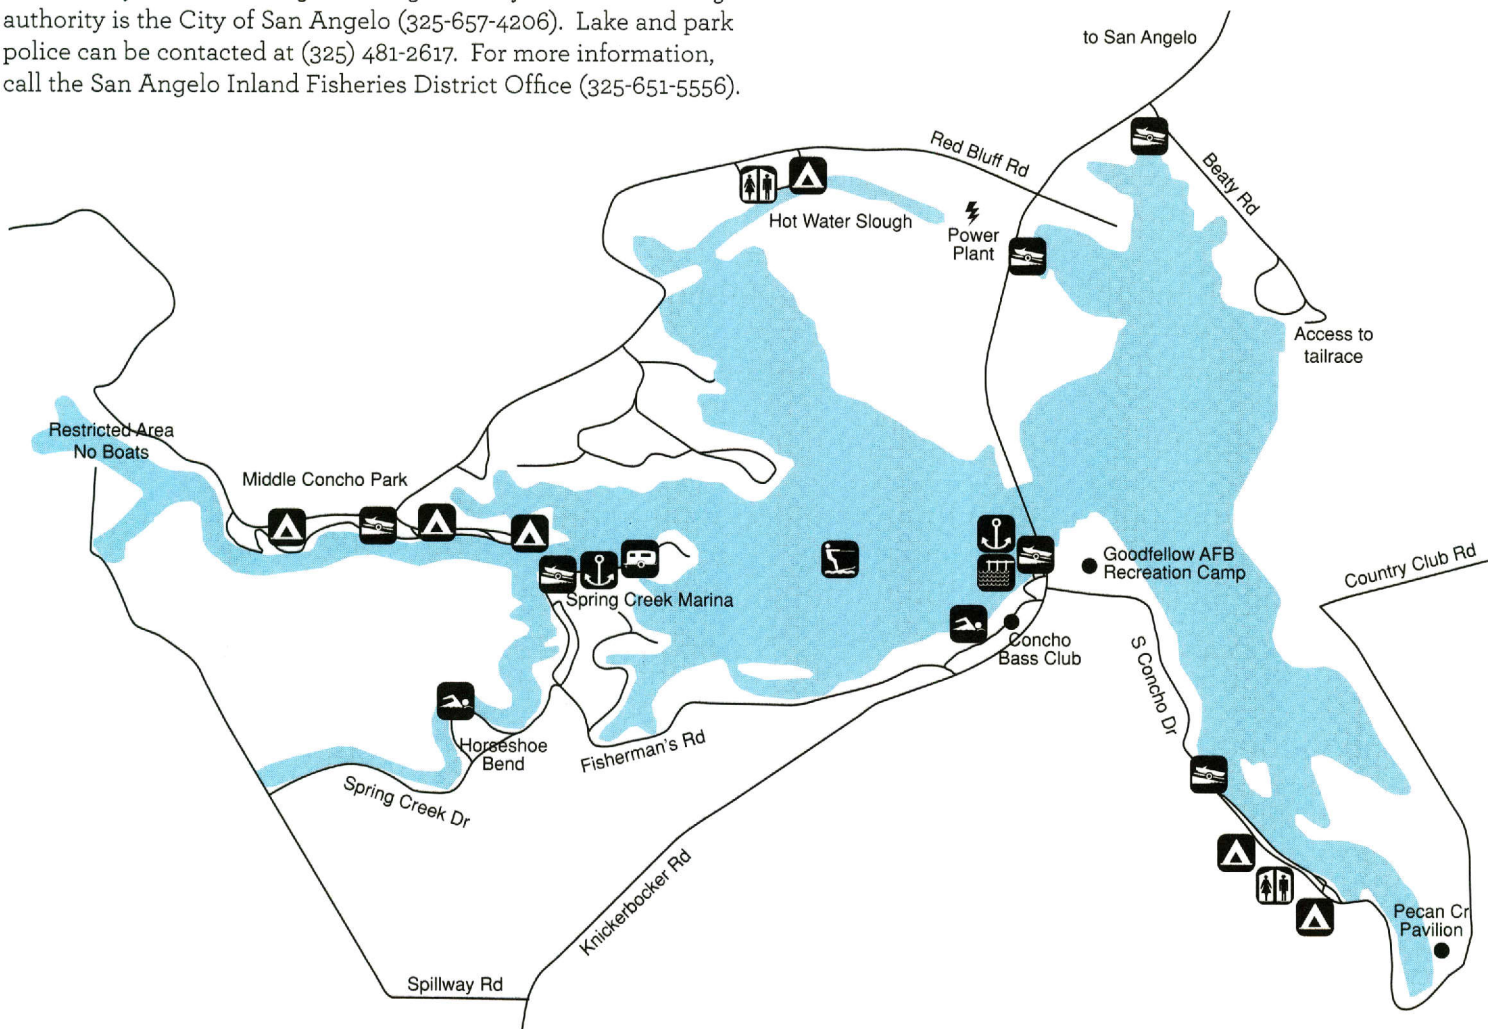 authority is the City of San Angelo (325-657-4206). Lake and park
police can be contacted at (325) 481-2617. For more information,
call the San Angelo Inland Fisheries District Office (325-651-5556).
to San Angelo
Red Bluff Rd
Beaty Rd
Hot Water Slough
Power
Plant
Access to
tailrace
Restricted Area
No Boats
Middle Concho Park
Goodfellow AFB
Recreation Camp
Country Club Rd
Spring Creek Marina
Concho
Bass Club
S Concho Dr
Horseshoe
Bend
Fisherman's Rd
Spring Creek Dr
Knickerbocker Rd
Pecan Cr
Pavilion
Spillway Rd